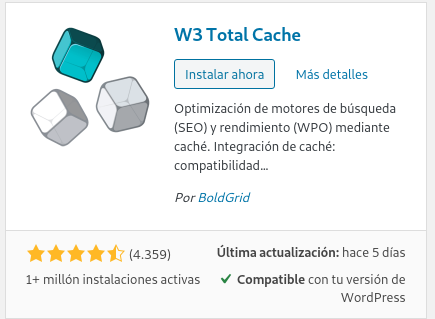 W3 Total Cache
Instalar ahora
Más detalles
Optimización de motores de búsqueda
(SEO) y rendimiento (WPO) mediante
caché. Integración de caché:
compatibilidad...
Por BoldGrid
(4.359)
1+ millón instalaciones activas
Última actualización: hace 5 días
Compatible con tu versión de
WordPress